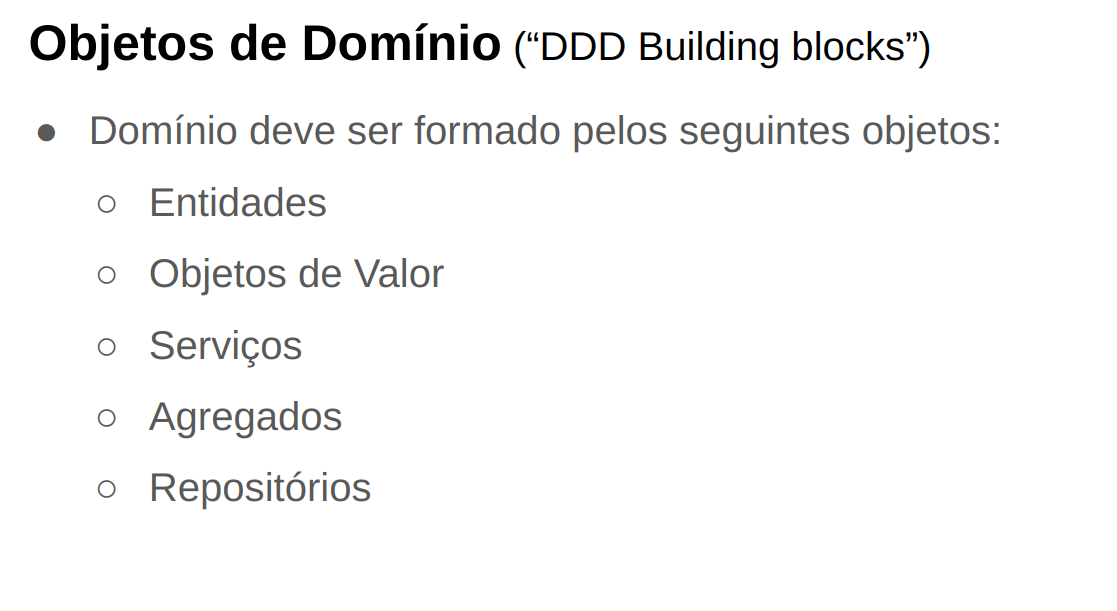 Objetos de Domínio (“DDD Building blocks”)
● Domínio deve ser formado pelos seguintes objetos:
○ Entidades
○ Objetos de Valor
○ Serviços
○ Agregados
○ Repositórios